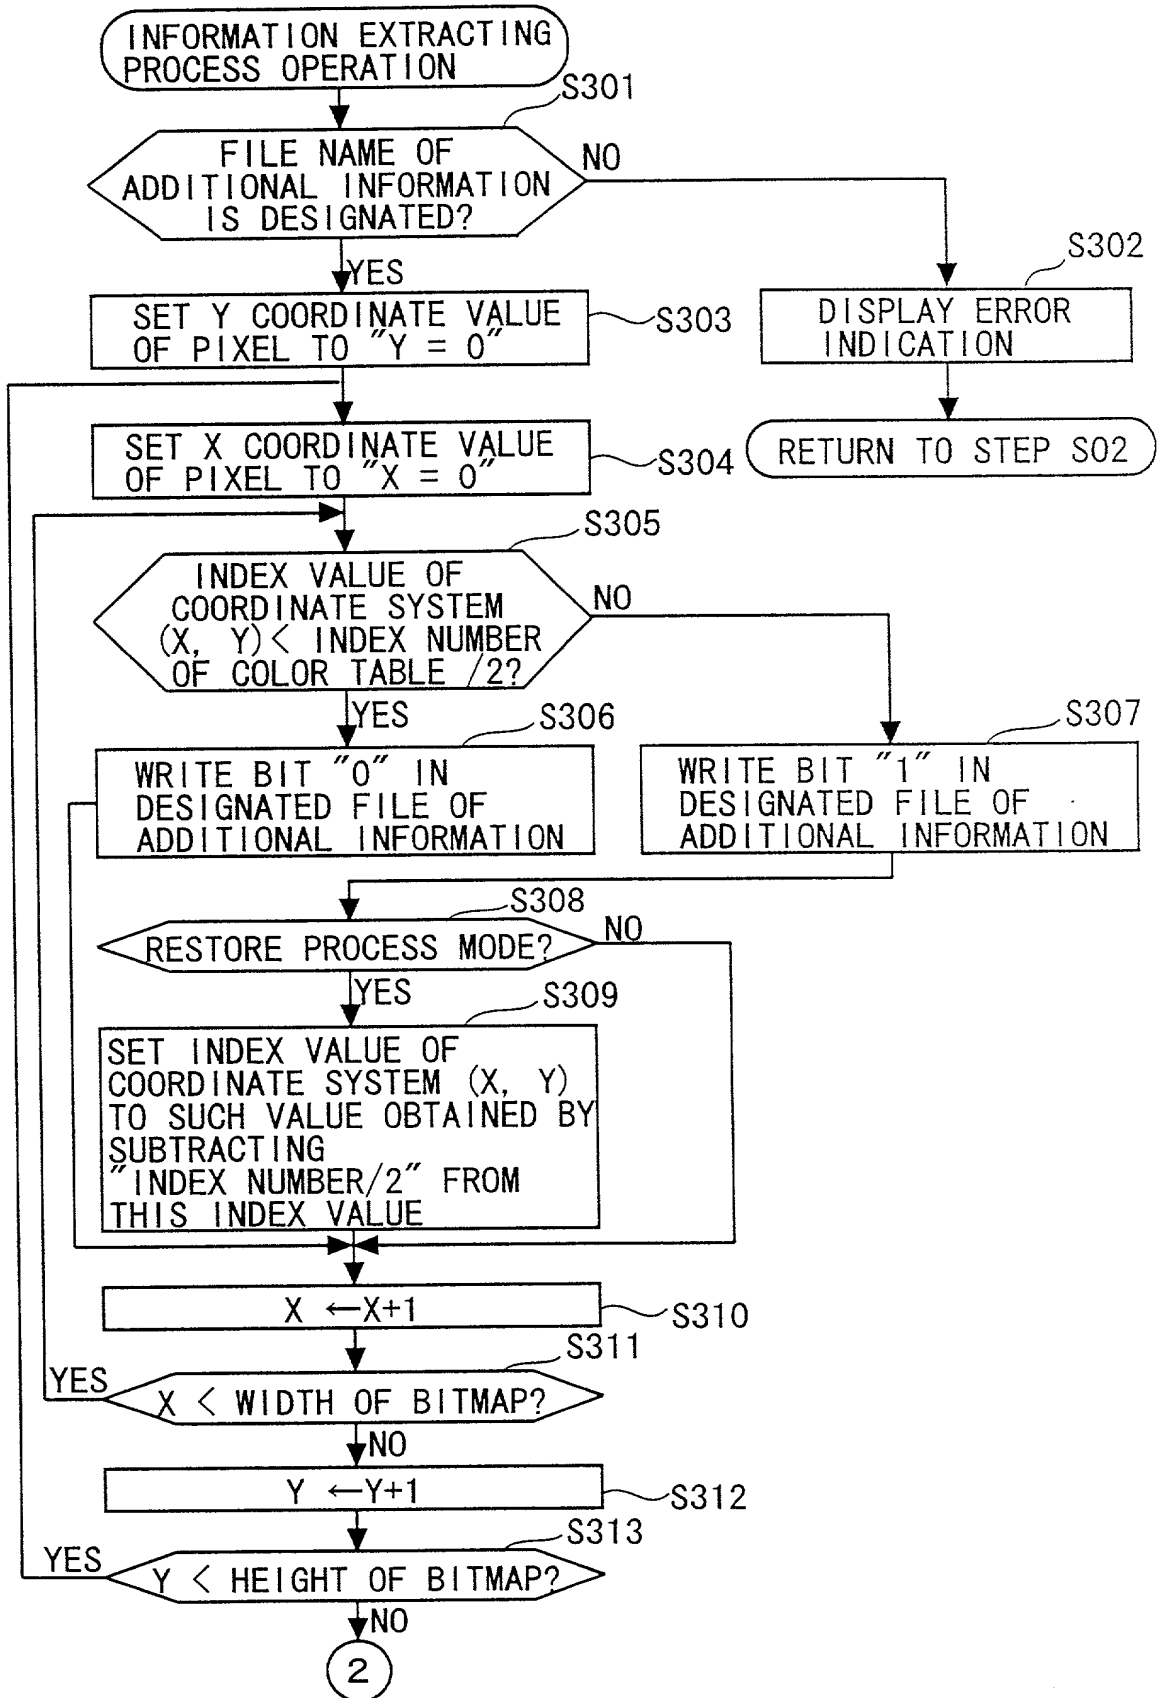 INFORMATION EXTRACTING
PROCESS OPERATION
S301
FILE NAME OF
ADDITIONAL INFORMATION
IS DESIGNATED?
NO
YES
S302
DISPLAY ERROR
INDICATION
RETURN TO STEP S02
SET Y COORDINATE VALUE
OF PIXEL TO "Y = 0"
S303
SET X COORDINATE VALUE
OF PIXEL TO "X = 0"
S304
S305
INDEX VALUE OF
COORDINATE SYSTEM
(X, Y)< INDEX NUMBER
OF COLOR TABLE /2?
NO
YES
S306
WRITE BIT "0" IN
DESIGNATED FILE OF
ADDITIONAL INFORMATION
S307
WRITE BIT "1" IN
DESIGNATED FILE OF
ADDITIONAL INFORMATION
S308
RESTORE PROCESS MODE?
NO
YES
S309
SET INDEX VALUE OF
COORDINATE SYSTEM (X, Y)
TO SUCH VALUE OBTAINED BY
SUBTRACTING
"INDEX NUMBER/2" FROM
THIS INDEX VALUE
X ←X+1
S310
S311
YES
X < WIDTH OF BITMAP?
NO
Y ←Y+1
S312
S313
YES
Y < HEIGHT OF BITMAP?
NO
2